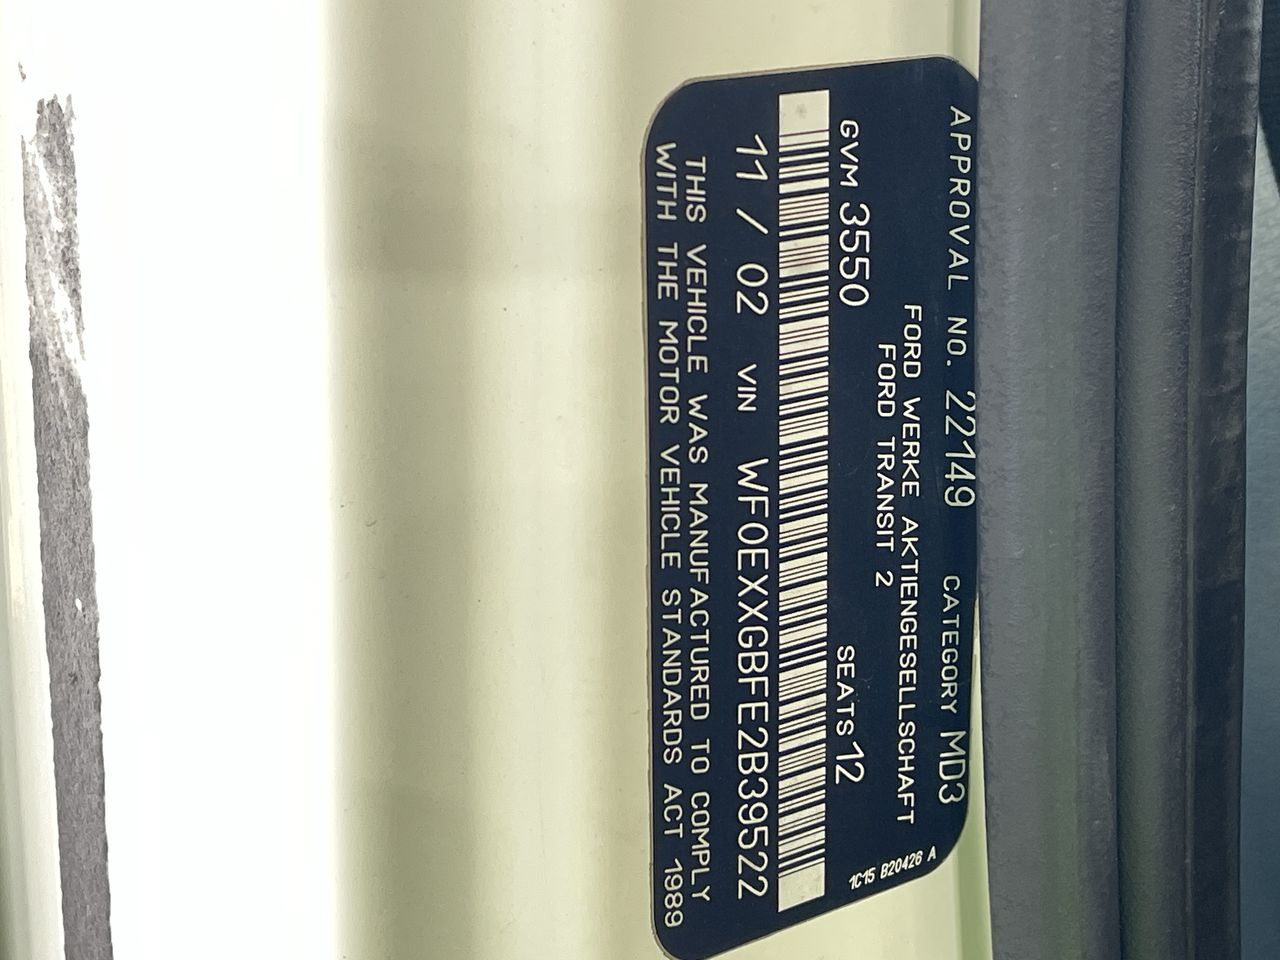 APPROVAL NO. 22149 CATEGORY MD3
FORD WERKE AKTIENGESELLSCHAFT
FORD TRANSIT 2
GVM 3550 SEATS 12
11 / 02 VIN WF0EXXGBFE2B39522
THIS VEHICLE WAS MANUFACTURED TO COMPLY
WITH THE MOTOR VEHICLE STANDARDS ACT 1989
1C15 B20426 A